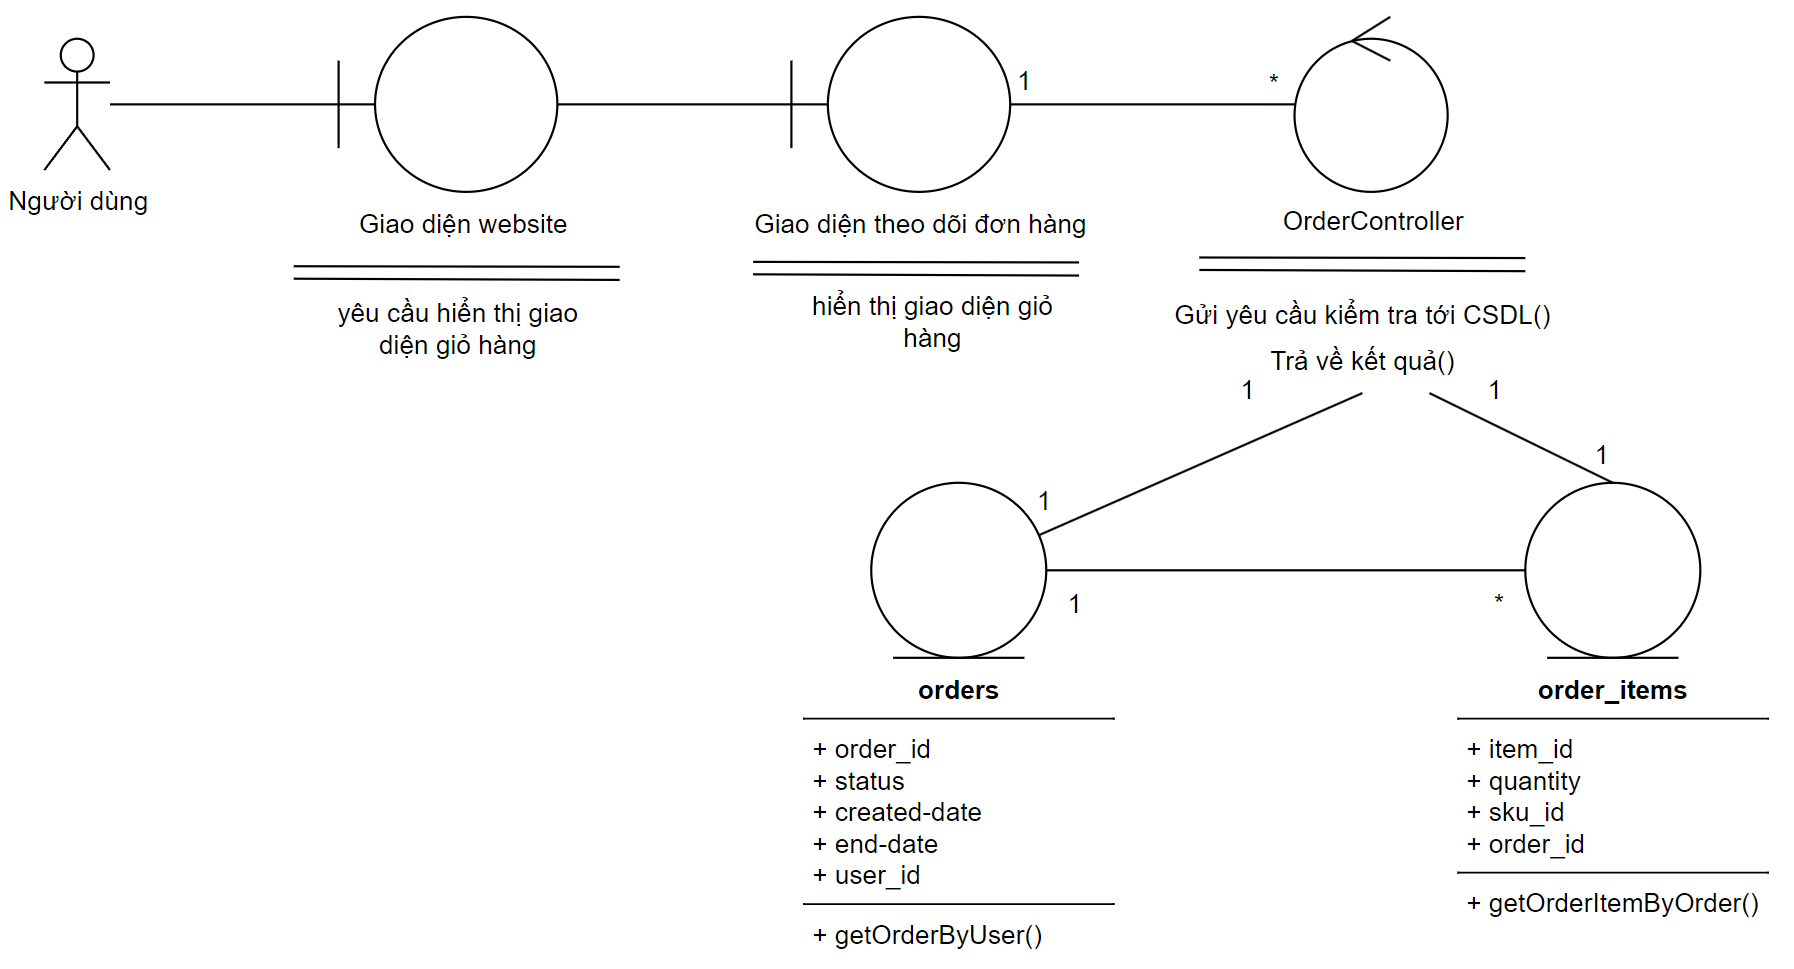 Người dùng
Giao diện website
yêu cầu hiển thị giao
diện giỏ hàng
Giao diện theo dõi đơn hàng
hiển thị giao diện giỏ
hàng
1
*
OrderController
Gửi yêu cầu kiểm tra tới CSDL()
Trả về kết quả()
1
1
1
1
1
*
orders
+ order_id
+ status
+ created-date
+ end-date
+ user_id
+ getOrderByUser()
order_items
+ item_id
+ quantity
+ sku_id
+ order_id
+ getOrderItemByOrder()